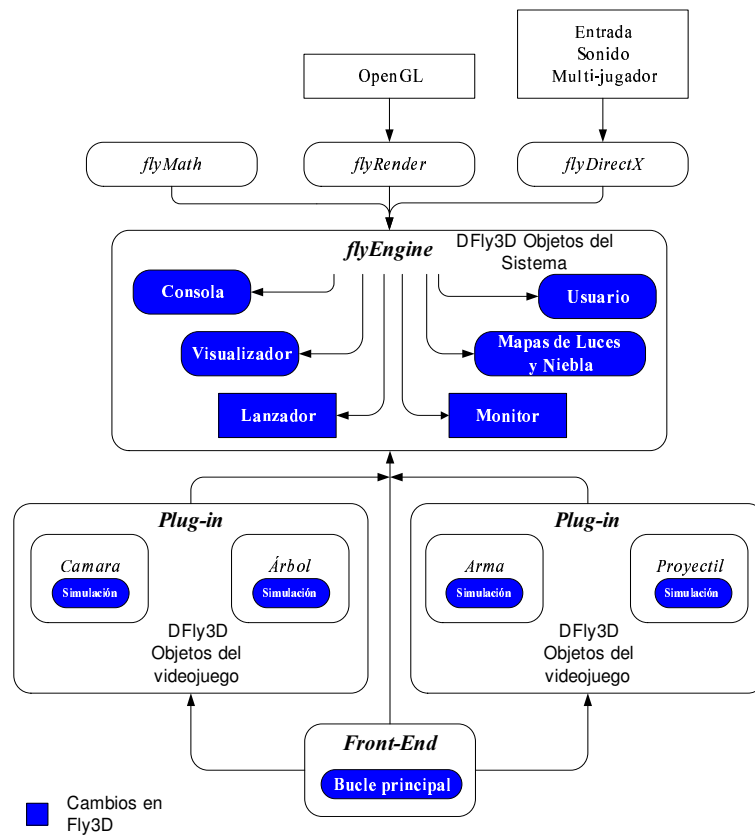 Entrada
Sonido
Multi-jugador
OpenGL
flyMath
flyRender
flyDirectX
flyEngine
DFly3D Objetos del
Sistema
Consola
Usuario
Visualizador
Mapas de Luces
y Niebla
Lanzador
Monitor
Plug-in
Camara
Simulación
Árbol
Simulación
DFly3D
Objetos del
videojuego
Plug-in
Arma
Simulación
Proyectil
Simulación
DFly3D
Objetos del
videojuego
Front-End
Bucle principal
Cambios en
Fly3D